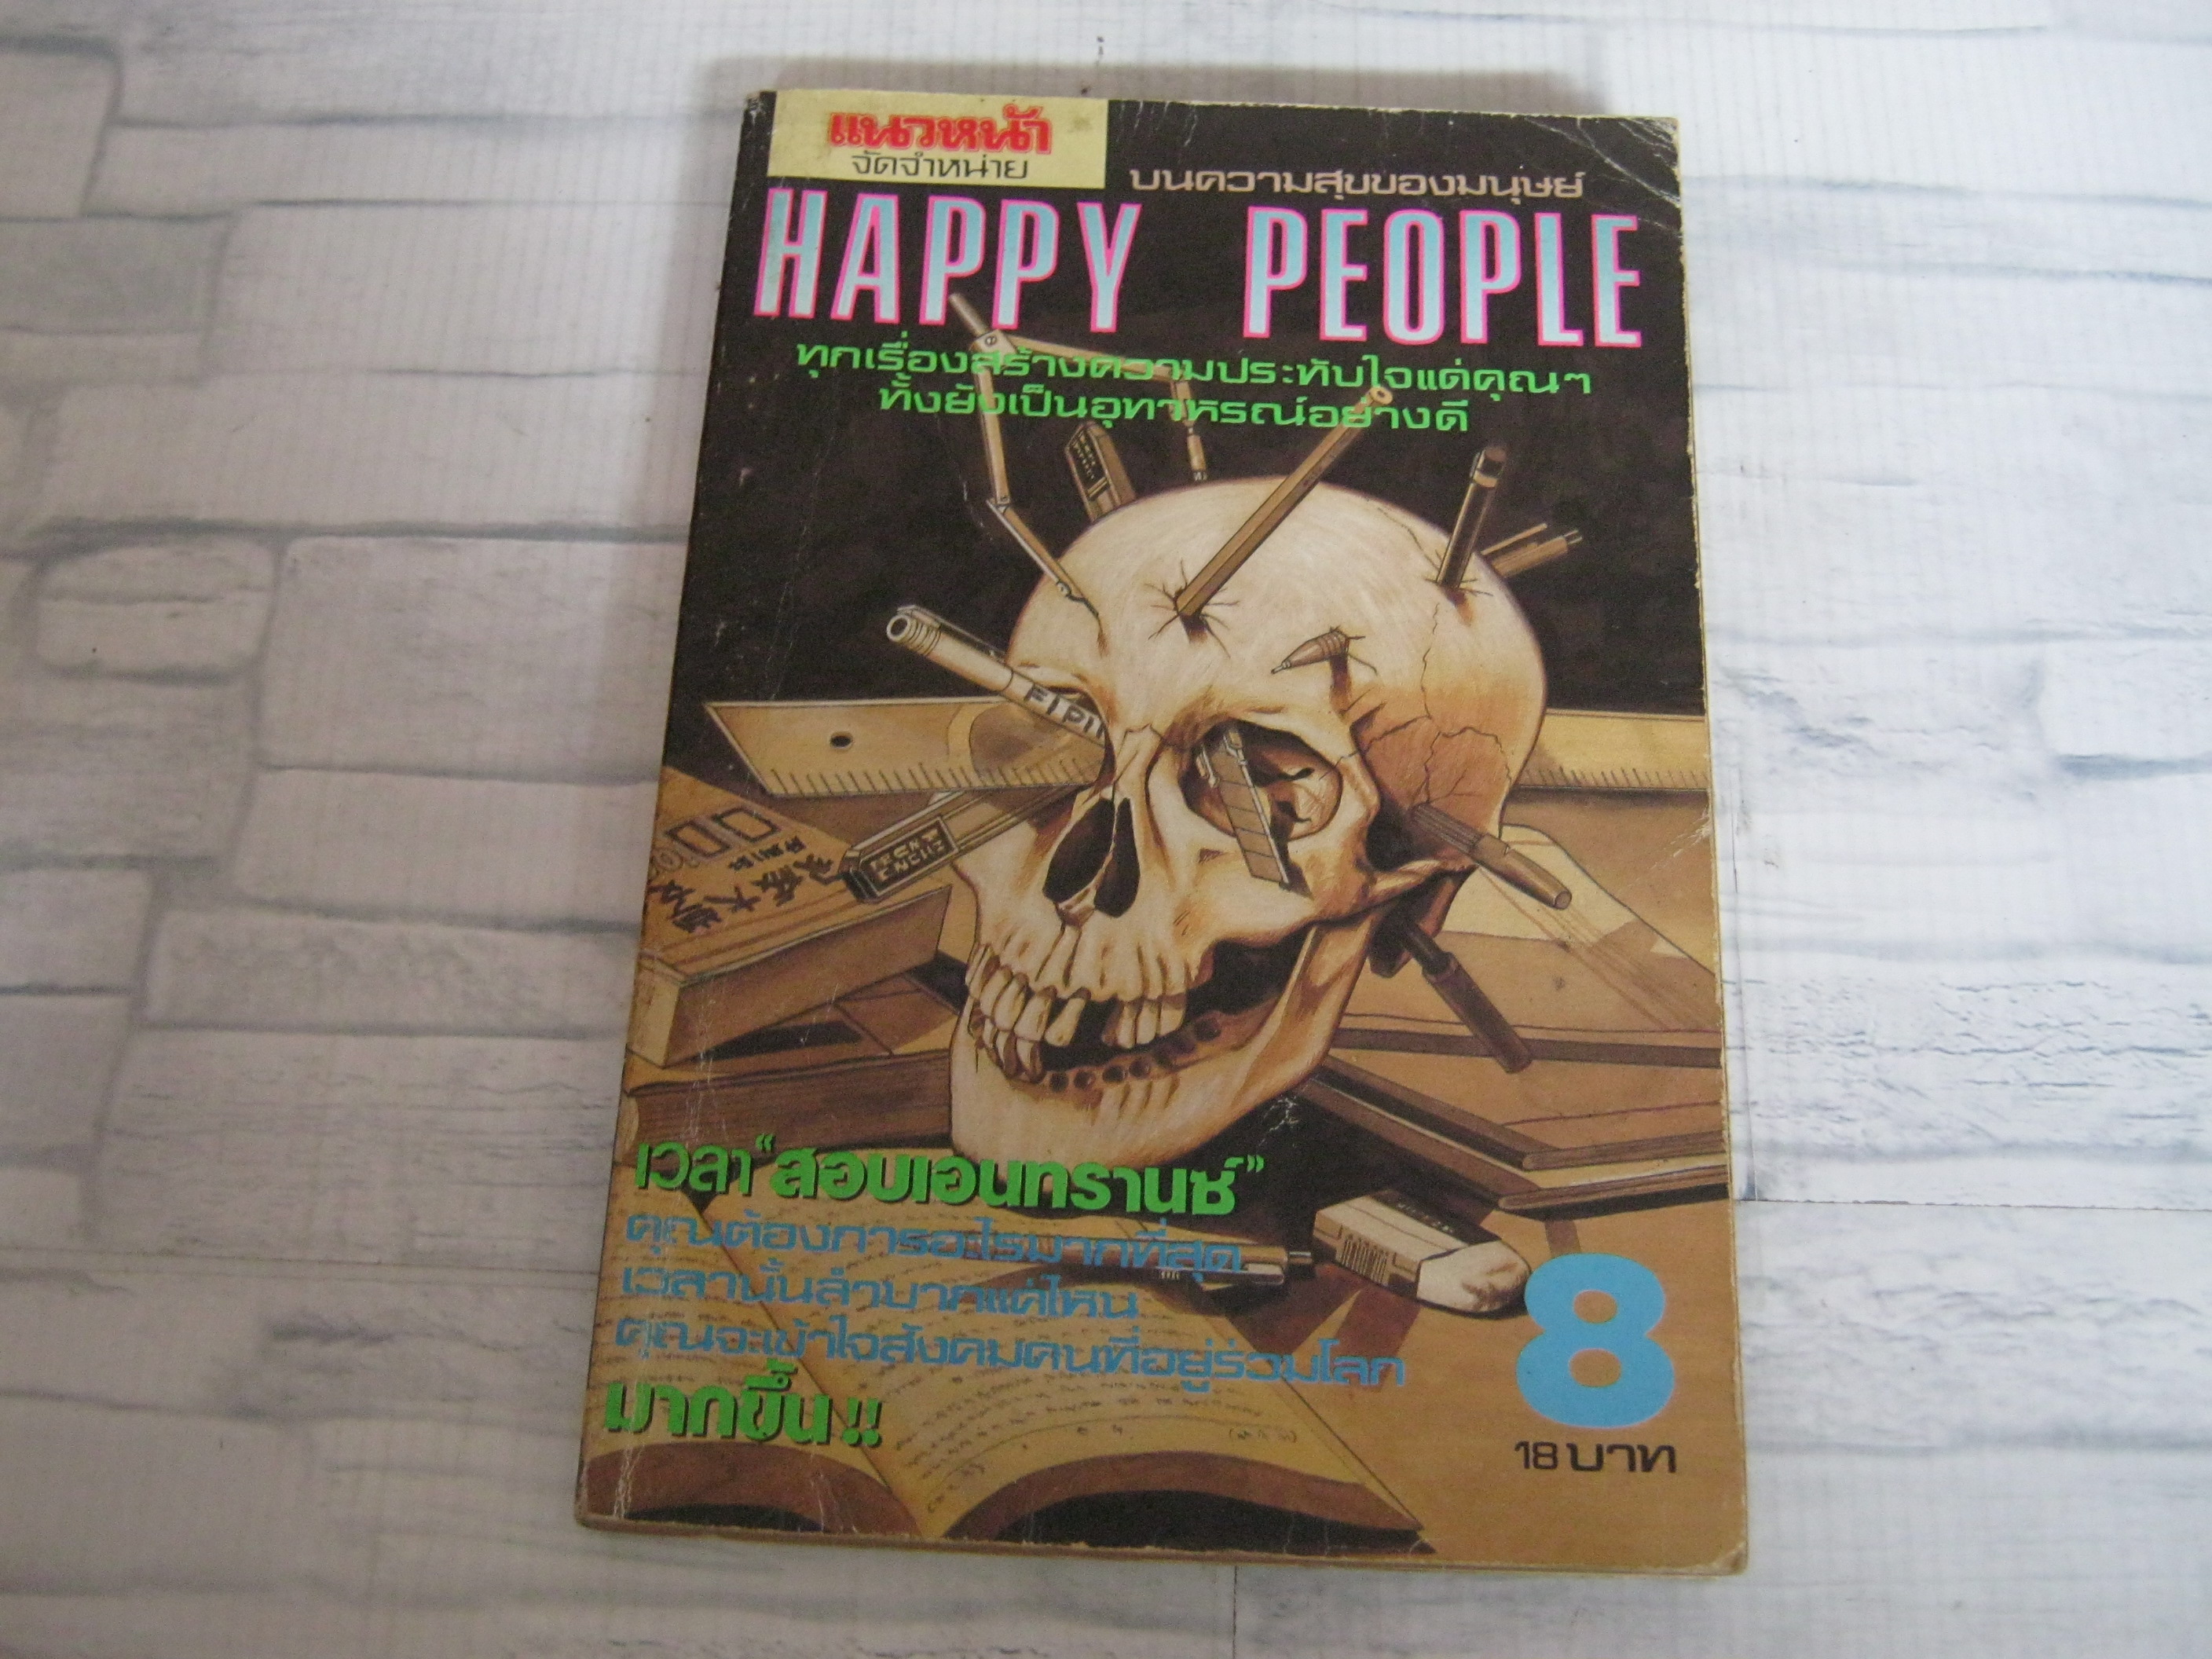 แนวหน้า
จัดจำหน่าย
บนความสุขของมนุษย์
HAPPY PEOPLE
ทุกเรื่องสร้างความประทับใจแด่คุณๆ
ทั้งยังเป็นอุทาหรณ์อย่างดี
เวลา“สอบเอนทรานซ์”
คุณต้องการอะไรมากที่สุด
เวลานั้นลำบากแค่ไหน
คุณจะเข้าใจสังคมคนที่อยู่ร่วมโลก
มากขึ้น!!
8
18 บาท